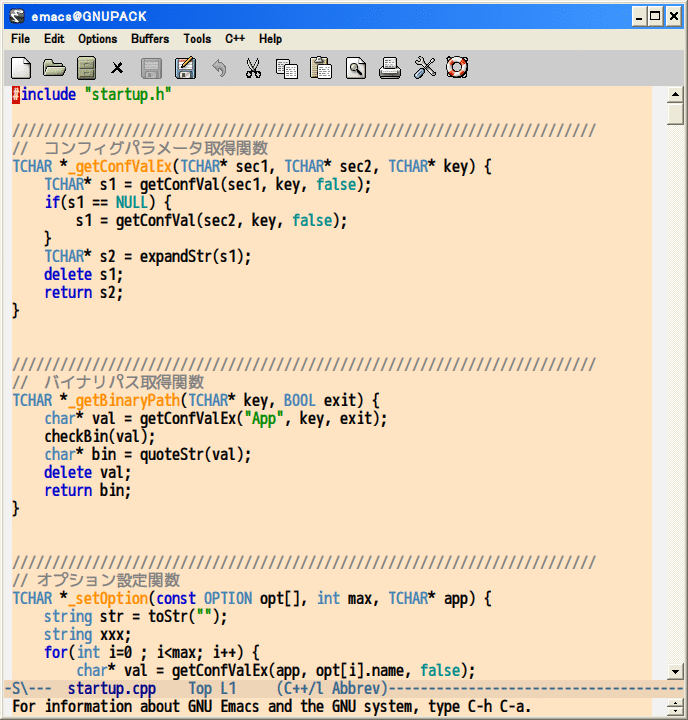 emacs@GNUPACK
File Edit Options Buffers Tools C++ Help
#include "startup.h"
/////////////////////////////////////////////////////////////////////////
//  コンフィグパラメータ取得関数
TCHAR *_getConfValEx(TCHAR* sec1, TCHAR* sec2, TCHAR* key) {
    TCHAR* s1 = getConfVal(sec1, key, false);
    if(s1 == NULL) {
        s1 = getConfVal(sec2, key, false);
    }
    TCHAR* s2 = expandStr(s1);
    delete s1;
    return s2;
}
/////////////////////////////////////////////////////////////////////////
//  バイナリパス取得関数
TCHAR *_getBinaryPath(TCHAR* key, BOOL exit) {
    char* val = getConfValEx("App", key, exit);
    checkBin(val);
    char* bin = quoteStr(val);
    delete val;
    return bin;
}
/////////////////////////////////////////////////////////////////////////
// オプション設定関数
TCHAR *_setOption(const OPTION opt[], int max, TCHAR* app) {
    string str = toStr("");
    string xxx;
    for(int i=0 ; i<max; i++) {
        char* val = getConfValEx(app, opt[i].name, false);
-S\---  startup.cpp    Top L1     (C++/l Abbrev)-------------------------------------
For information about GNU Emacs and the GNU system, type C-h C-a.